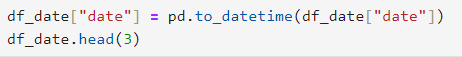 df_date["date"] = pd.to_datetime(df_date["date"])
df_date.head(3)